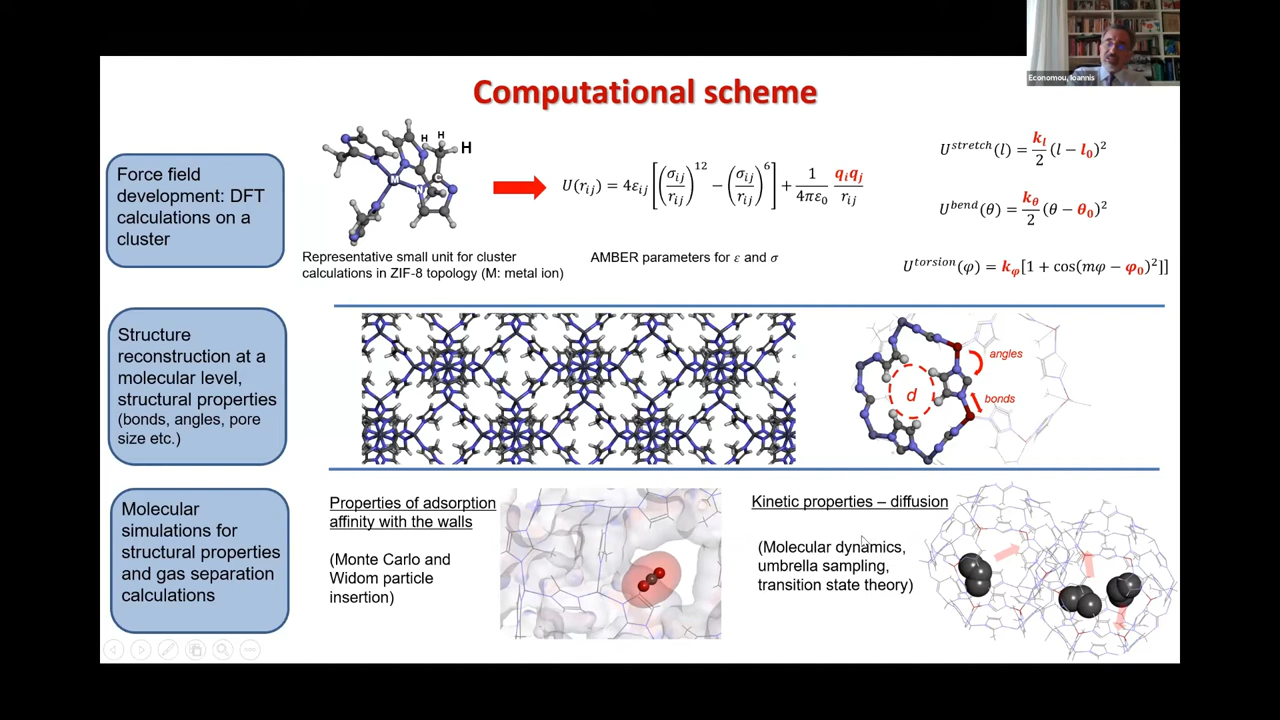 Economou, Ioannis
Computational scheme
Force field
development: DFT
calculations on a
cluster
H
H
H
M
C
N
Representative small unit for cluster
calculations in ZIF-8 topology (M: metal ion)
U(r_ij) = 4ε_ij [(σ_ij/r_ij)^12 − (σ_ij/r_ij)^6] + 1/(4πε_0) q_i q_j/r_ij
AMBER parameters for ε and σ
U^stretch(l) = k_l/2 (l − l_0)^2
U^bend(θ) = k_θ/2 (θ − θ_0)^2
U^torsion(φ) = k_φ[1 + cos(mφ − φ_0)^2]]
Structure
reconstruction at a
molecular level,
structural properties
(bonds, angles, pore
size etc.)
angles
d
bonds
Molecular
simulations for
structural properties
and gas separation
calculations
Properties of adsorption
affinity with the walls
(Monte Carlo and
Widom particle
insertion)
Kinetic properties – diffusion
(Molecular dynamics,
umbrella sampling,
transition state theory)